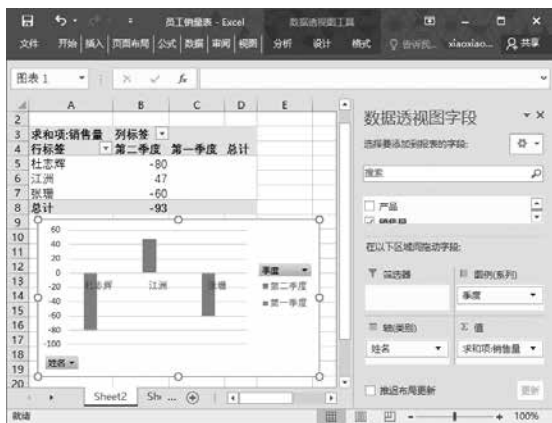 员工销量表 - Excel 数据透视图工具
文件 开始 插入 页面布局 公式 数据 审阅 视图 分析 设计 格式 告诉我... xiaoxiao... 共享
图表 1 fx
A B C D E
2
3 求和项:销售量 列标签
4 行标签 第二季度 第一季度 总计
5 杜志辉 -80
6 江洲 47
7 张珊 -60
8 总计 -93
9
10
11
12
13
14
15
16
17
18
19
20
60
40
20
0
-20
-40
-60
-80
-100
杜志辉 江洲 张珊
季度
第二季度
第一季度
姓名
数据透视图字段
选择要添加到报表的字段:
搜索
产品
销售量
在以下区域间拖动字段:
筛选器
图例(系列)
季度
轴(类别)
姓名
Σ 值
求和项:销售量
推迟布局更新 更新
Sheet2 Sh ...
就绪 100%